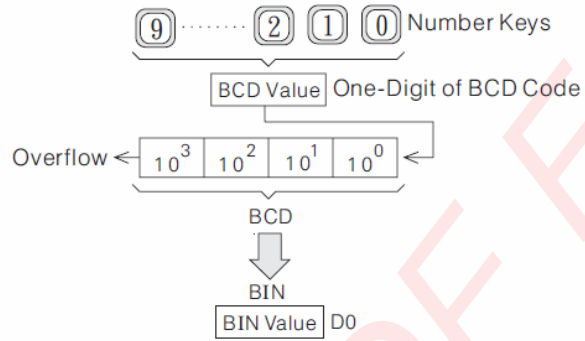 9 ········ 2 1 0 Number Keys
BCD Value One-Digit of BCD Code
Overflow 10³ 10² 10¹ 10⁰
BCD
BIN
BIN Value D0